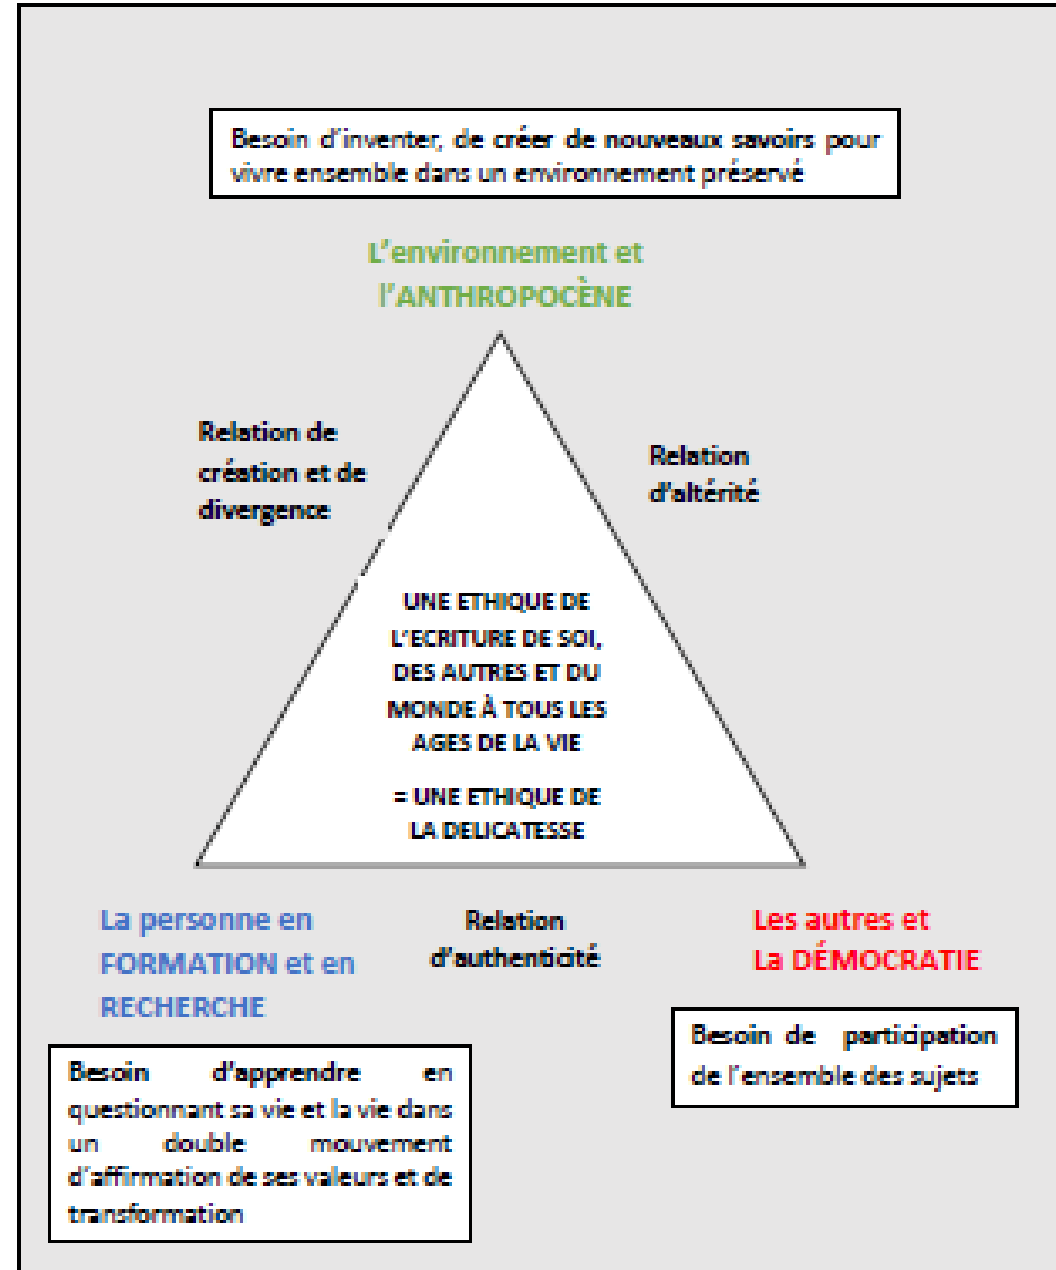 Besoin d'inventer, de créer de nouveaux savoirs pour
vivre ensemble dans un environnement préservé
L'environnement et
l'ANTHROPOCÈNE
Relation de
création et de
divergence
Relation
d'altérité
UNE ETHIQUE DE
L'ECRITURE DE SOI,
DES AUTRES ET DU
MONDE À TOUS LES
AGES DE LA VIE
= UNE ETHIQUE DE
LA DELICATESSE
La personne en
FORMATION et en
RECHERCHE
Relation
d'authenticité
Les autres et
La DÉMOCRATIE
Besoin d'apprendre en
questionnant sa vie et la vie dans
un double mouvement
d'affirmation de ses valeurs et de
transformation
Besoin de participation
de l'ensemble des sujets